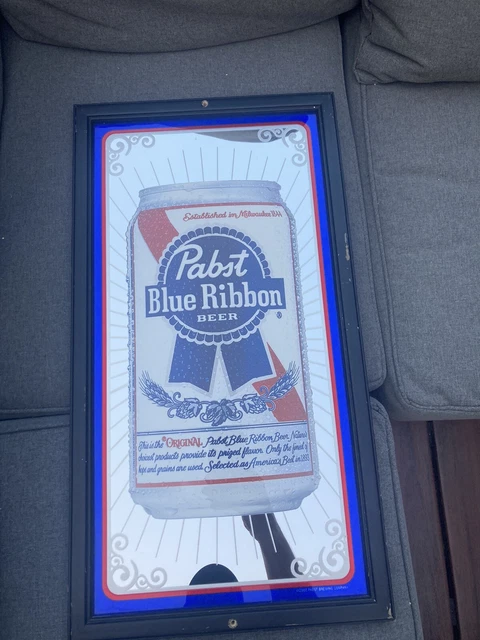 Established in Milwaukee 1844
Pabst
Blue Ribbon
BEER
®
This is the "ORIGINAL Pabst Blue Ribbon Beer. Nature's
choicest products provide its prized flavor. Only the finest of
hops and grains are used. Selected as America's Best in 1893.